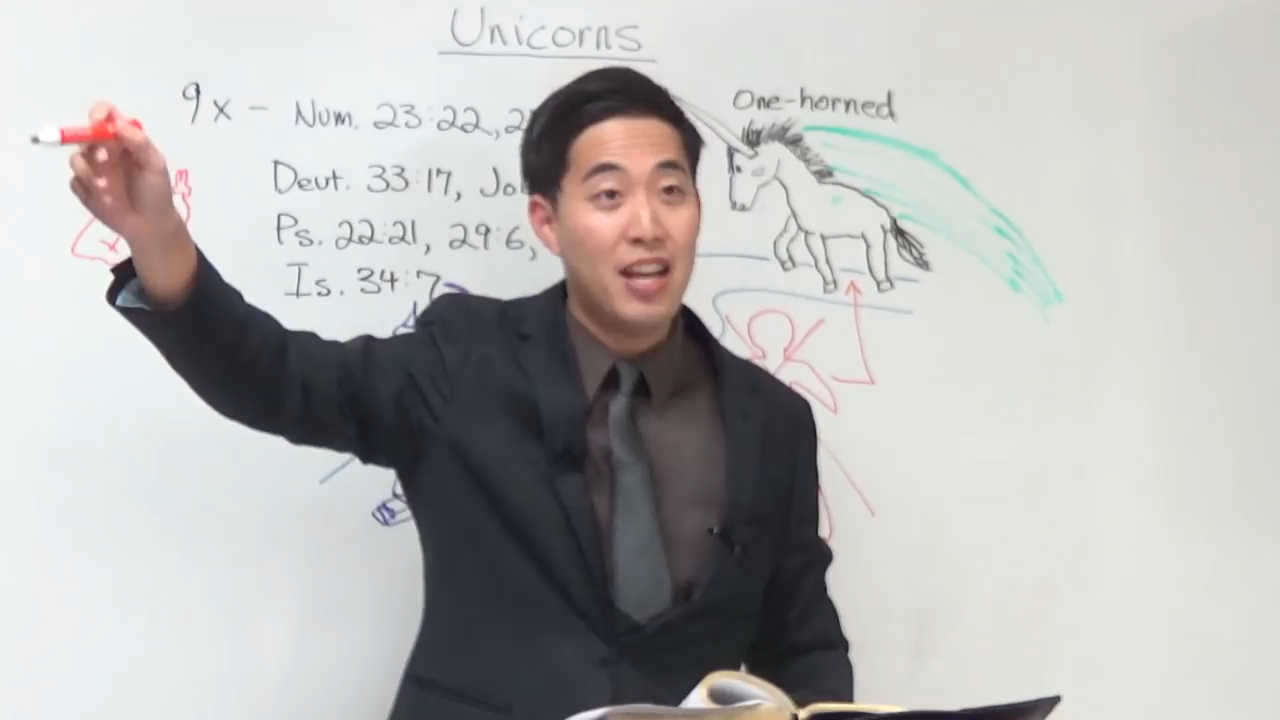 Unicorns
9x - Num. 23:22, 2
One-horned
Deut. 33:17, Jo
Ps. 22:21, 29:6,
Is. 34:7